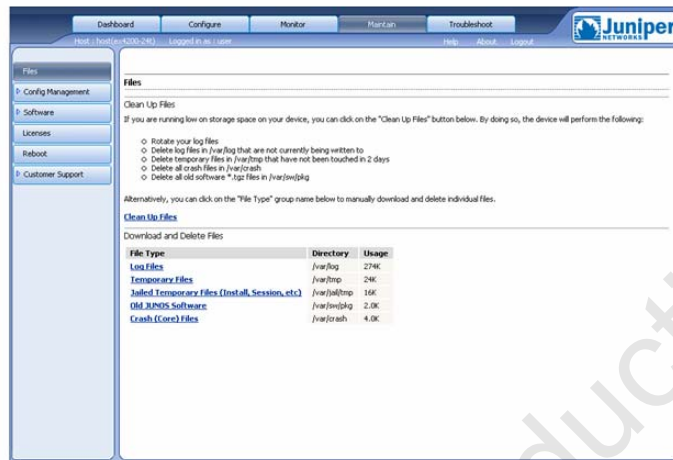 Dashboard Configure Monitor Maintain Troubleshoot
Juniper
NETWORKS
Host : host(ex4200-24t) Logged in as : user Help About Logout
Files
Config Management
Software
Licenses
Reboot
Customer Support
Files
Clean Up Files
If you are running low on storage space on your device, you can click on the "Clean Up Files" button below. By doing so, the device will perform the following:
Rotate your log files
Delete log files in /var/log that are not currently being written to
Delete temporary files in /var/tmp that have not been touched in 2 days
Delete all crash files in /var/crash
Delete all old software *.tgz files in /var/sw/pkg
Alternatively, you can click on the "File Type" group name below to manually download and delete individual files.
Clean Up Files
Download and Delete Files
File Type Directory Usage
Log Files /var/log 274K
Temporary Files /var/tmp 24K
Jailed Temporary Files (Install, Session, etc) /var/jail/tmp 16K
Old JUNOS Software /var/sw/pkg 2.0K
Crash (Core) Files /var/crash 4.0K